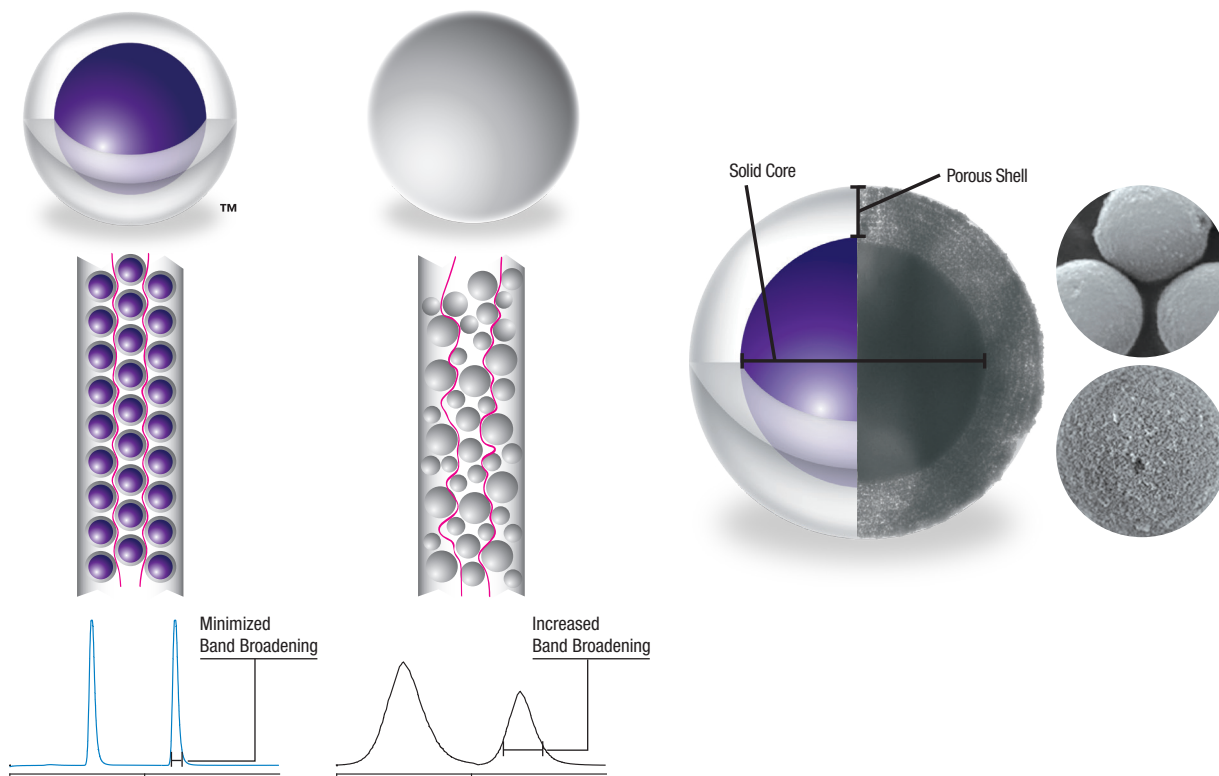 ™
Solid Core
Porous Shell
Minimized
Band Broadening
Increased
Band Broadening